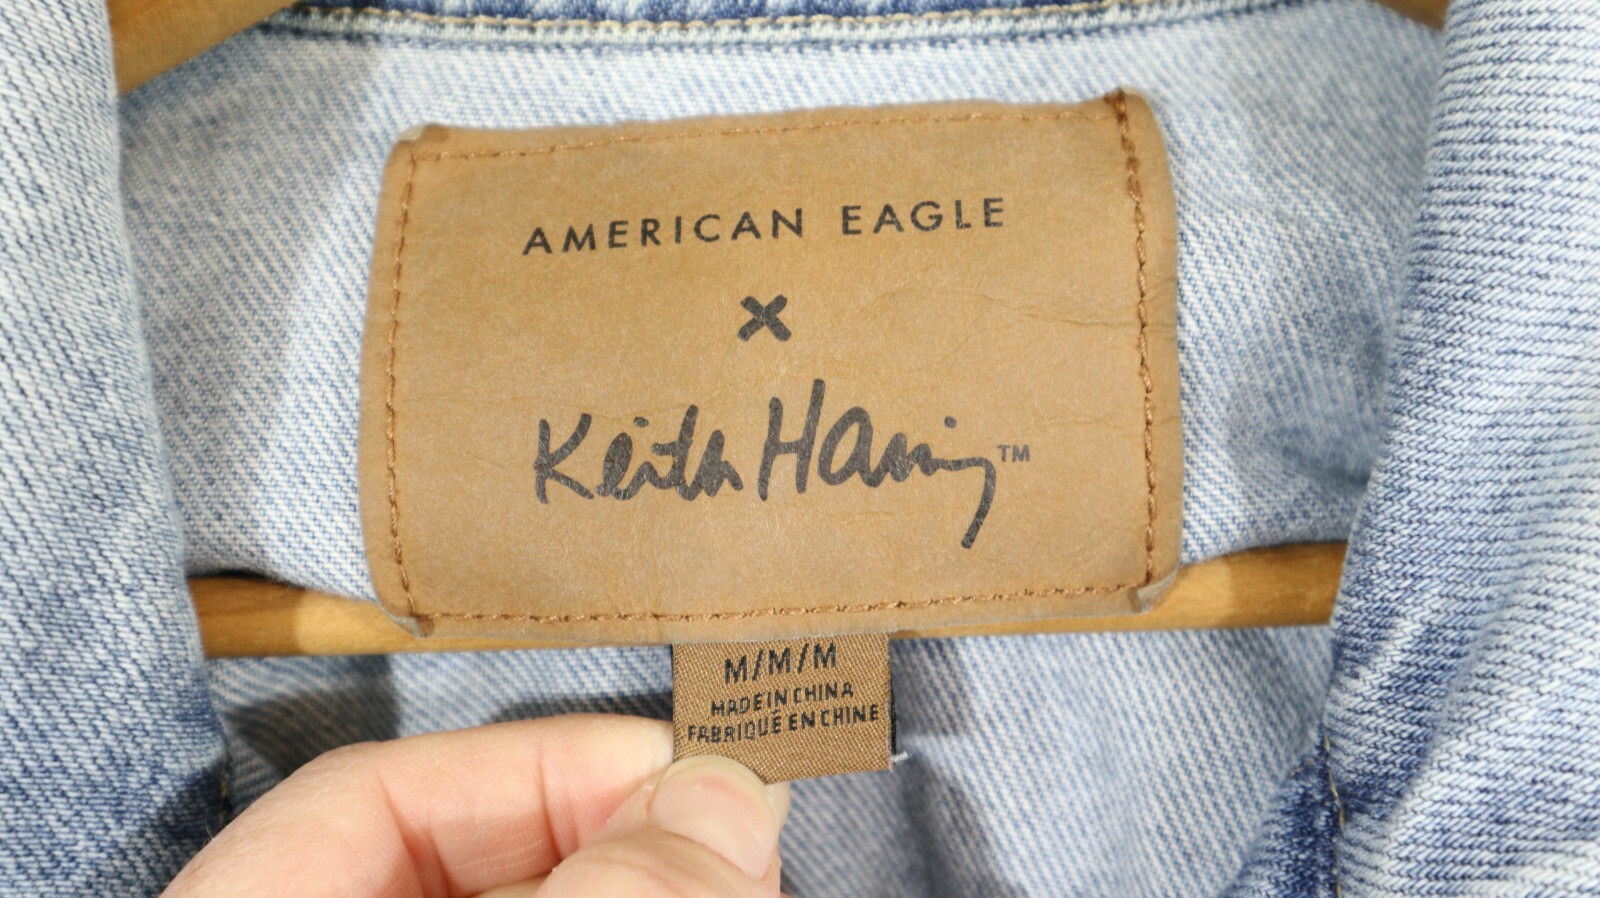 AMERICAN EAGLE
X
Keith Haring™
M/M/M
MADE IN CHINA
FABRIQUÉ EN CHINE